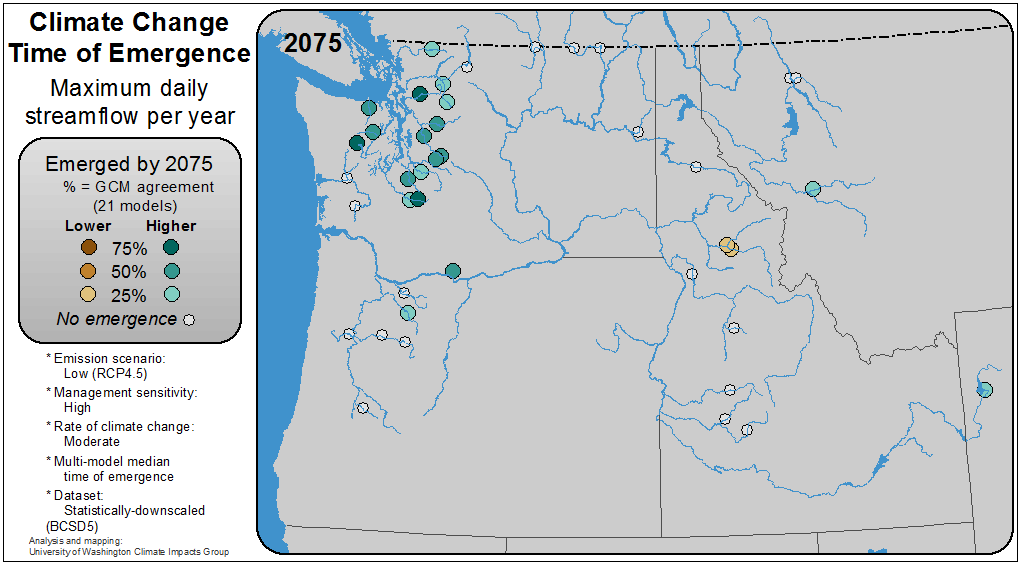 Climate Change
Time of Emergence
Maximum daily
streamflow per year
Emerged by 2075
% = GCM agreement
(21 models)
Lower Higher
75%
50%
25%
No emergence
* Emission scenario:
Low (RCP4.5)
* Management sensitivity:
High
* Rate of climate change:
Moderate
* Multi-model median
time of emergence
* Dataset:
Statistically-downscaled
(BCSD5)
Analysis and mapping:
University of Washington Climate Impacts Group
2075